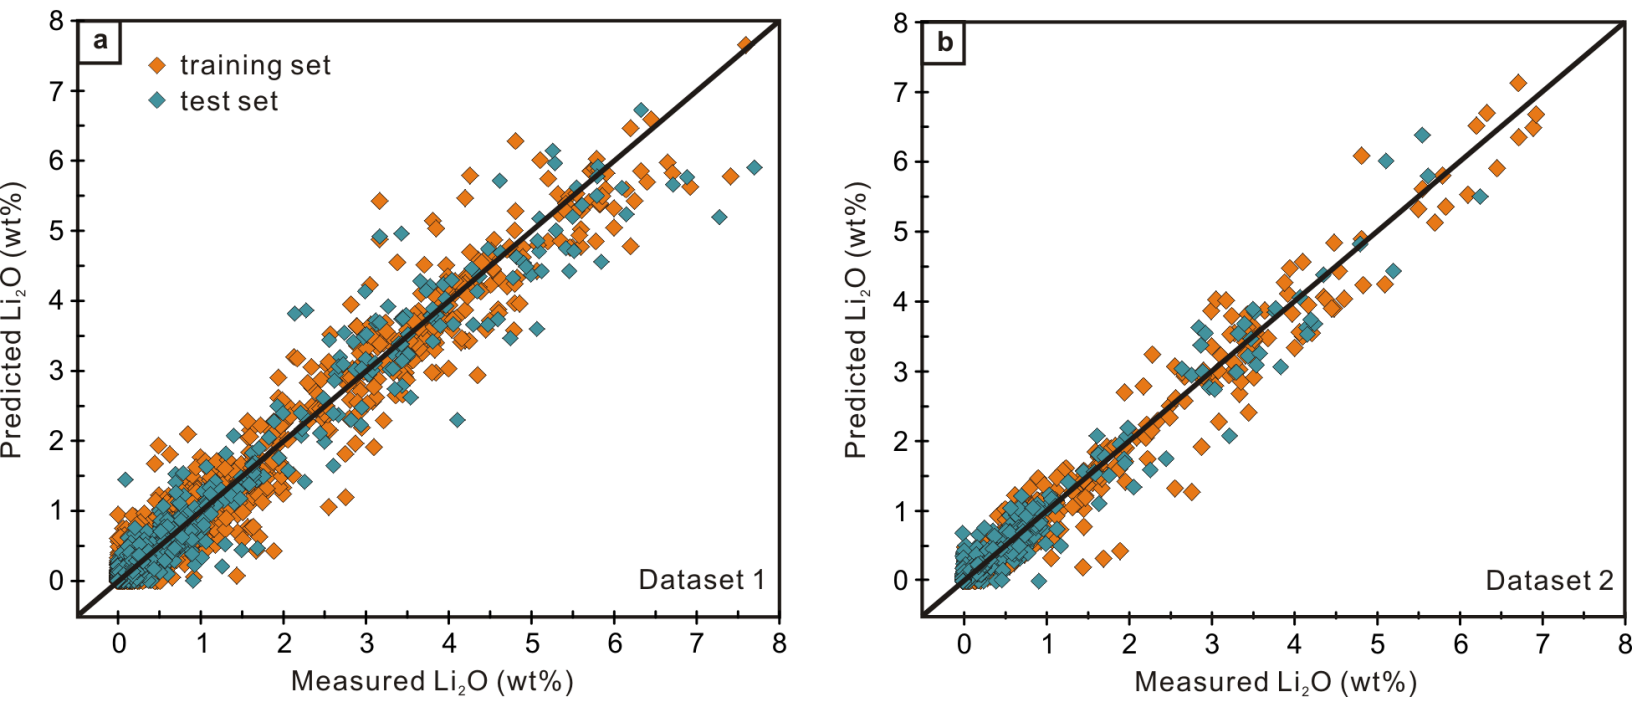 a
training set
test set
8
7
6
5
4
3
2
1
0
Predicted Li₂O (wt%)
Dataset 1
0 1 2 3 4 5 6 7 8
Measured Li₂O (wt%)
b
8
7
6
5
4
3
2
1
0
Predicted Li₂O (wt%)
Dataset 2
0 1 2 3 4 5 6 7 8
Measured Li₂O (wt%)